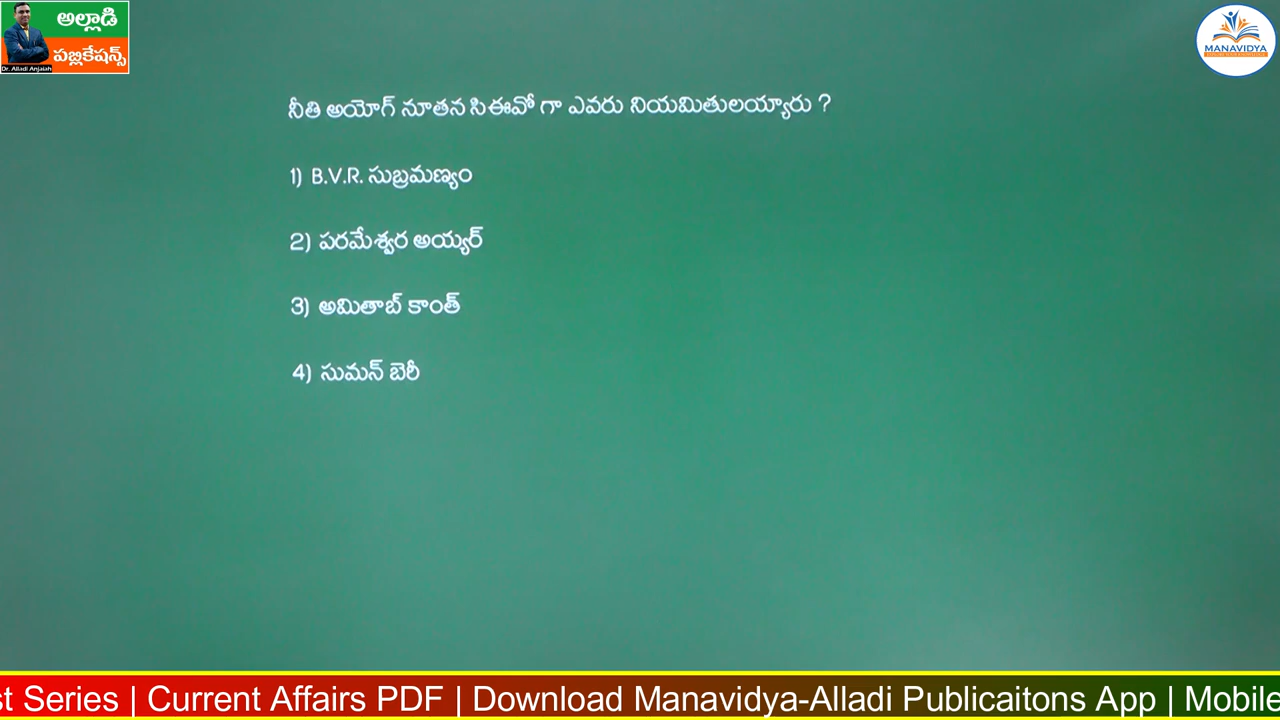 అల్లాడి
పబ్లికేషన్స్
Dr. Alladi Anjaiah
MANAVIDYA
నీతి అయోగ్ నూతన సిఈవో గా ఎవరు నియమితులయ్యారు ?
1) B.V.R. సుబ్రమణ్యం
2) పరమేశ్వర అయ్యర్
3) అమితాబ్ కాంత్
4) సుమన్ బెరీ
st Series | Current Affairs PDF | Download Manavidya-Alladi Publicaitons App | Mobile